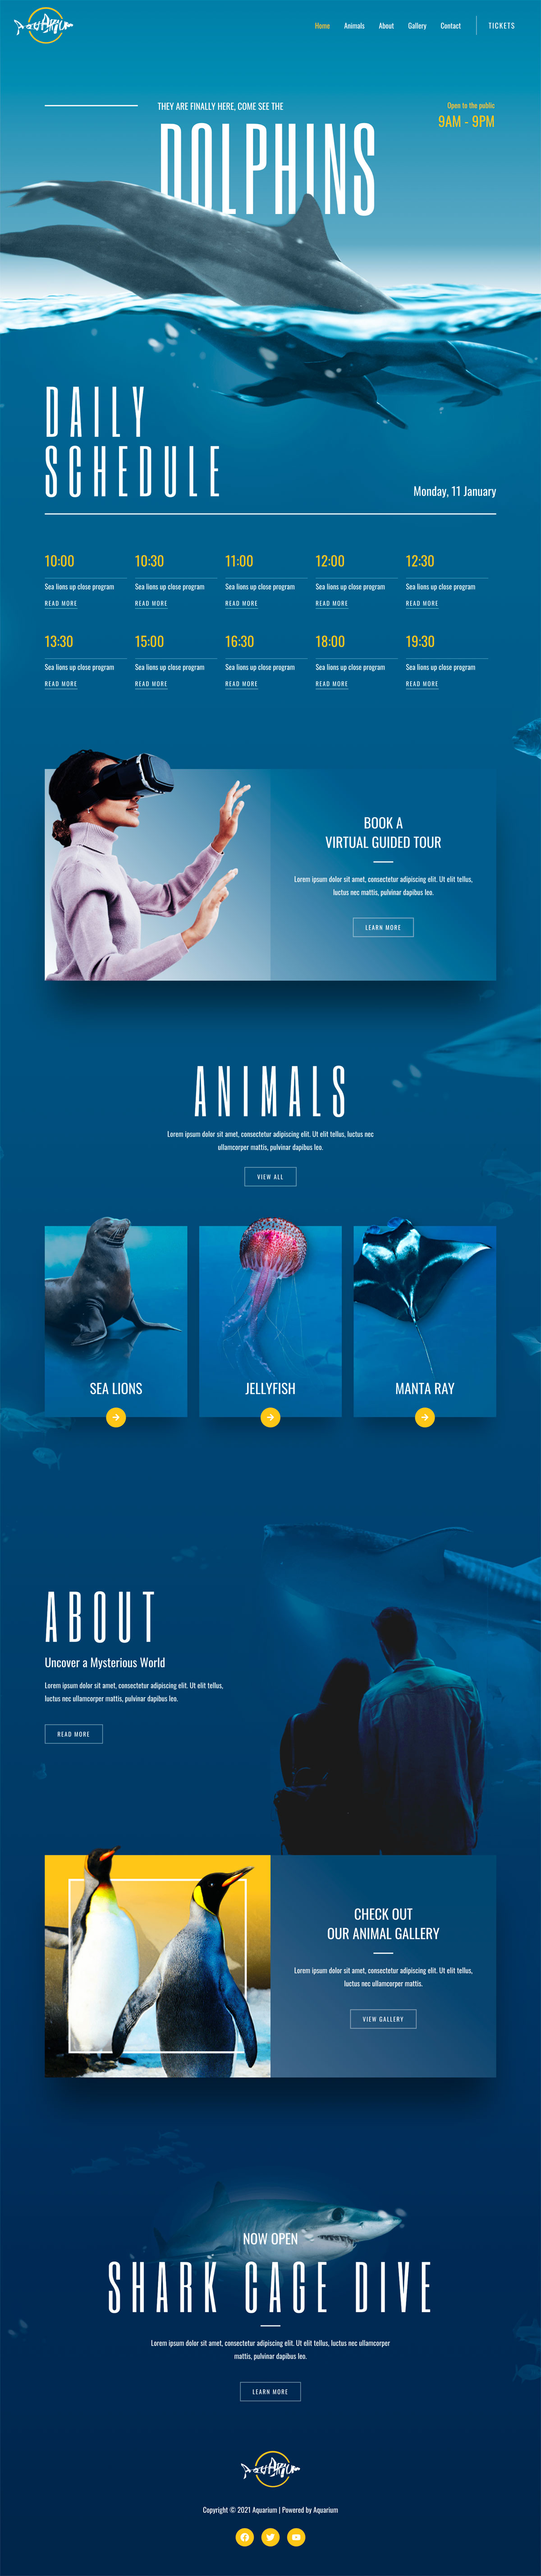 Aquarium
Home Animals About Gallery Contact TICKETS
THEY ARE FINALLY HERE, COME SEE THE
DOLPHINS
Open to the public
9AM - 9PM
DAILY
SCHEDULE
Monday, 11 January
10:00 10:30 11:00 12:00 12:30
Sea lions up close program Sea lions up close program Sea lions up close program Sea lions up close program Sea lions up close program
READ MORE READ MORE READ MORE READ MORE READ MORE
13:30 15:00 16:30 18:00 19:30
Sea lions up close program Sea lions up close program Sea lions up close program Sea lions up close program Sea lions up close program
READ MORE READ MORE READ MORE READ MORE READ MORE
BOOK A
VIRTUAL GUIDED TOUR
Lorem ipsum dolor sit amet, consectetur adipiscing elit. Ut elit tellus,
luctus nec mattis, pulvinar dapibus leo.
LEARN MORE
ANIMALS
Lorem ipsum dolor sit amet, consectetur adipiscing elit. Ut elit tellus, luctus nec
ullamcorper mattis, pulvinar dapibus leo.
VIEW ALL
SEA LIONS JELLYFISH MANTA RAY
ABOUT
Uncover a Mysterious World
Lorem ipsum dolor sit amet, consectetur adipiscing elit. Ut elit tellus,
luctus nec ullamcorper mattis, pulvinar dapibus leo.
READ MORE
CHECK OUT
OUR ANIMAL GALLERY
Lorem ipsum dolor sit amet, consectetur adipiscing elit. Ut elit tellus,
luctus nec ullamcorper mattis.
VIEW GALLERY
NOW OPEN
SHARK CAGE DIVE
Lorem ipsum dolor sit amet, consectetur adipiscing elit. Ut elit tellus, luctus nec ullamcorper
mattis, pulvinar dapibus leo.
LEARN MORE
Aquarium
Copyright © 2021 Aquarium | Powered by Aquarium